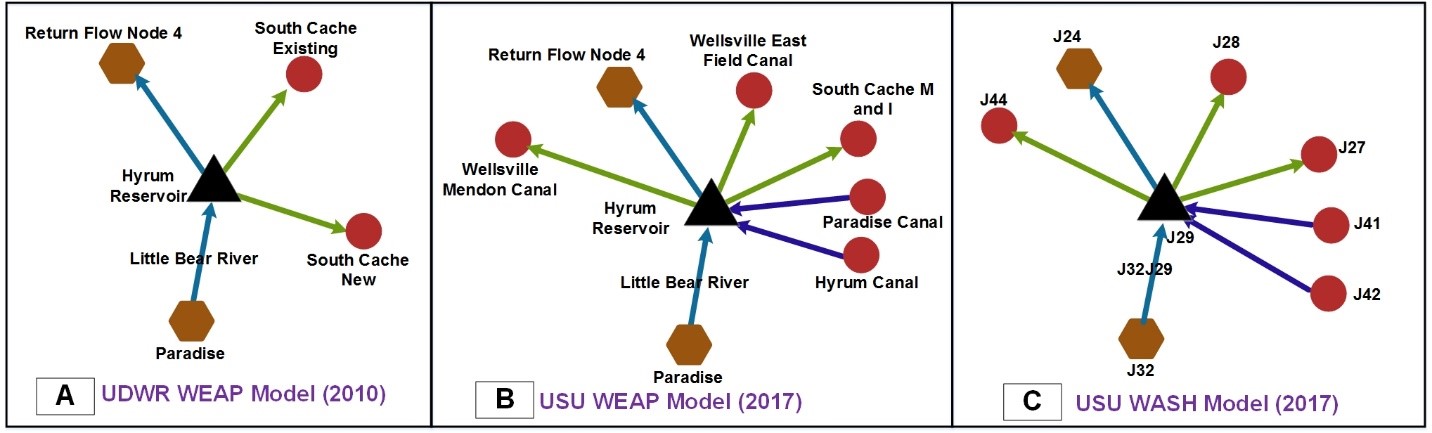 Return Flow Node 4
South Cache
Existing
Hyrum
Reservoir
Little Bear River
South Cache
New
Paradise
A
UDWR WEAP Model (2010)
Return Flow Node 4
Wellsville East
Field Canal
South Cache M
and I
Wellsville
Mendon Canal
Hyrum
Reservoir
Paradise Canal
Little Bear River
Hyrum Canal
Paradise
B
USU WEAP Model (2017)
J24
J28
J44
J27
J41
J29
J32J29
J42
J32
C
USU WASH Model (2017)